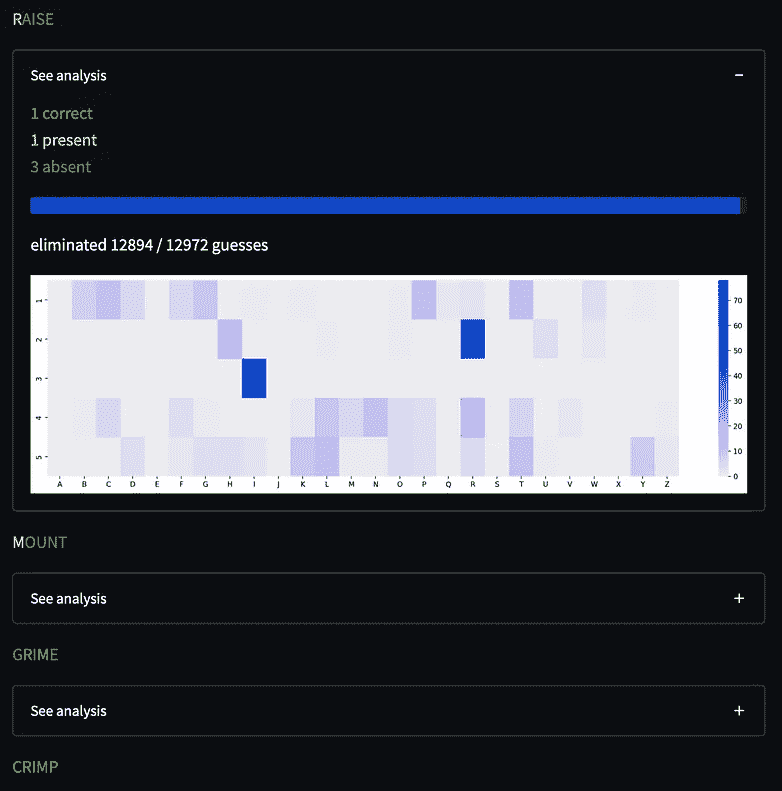 RAISE
See analysis −
1 correct
1 present
3 absent
eliminated 12894 / 12972 guesses
1
2
3
4
5
A B C D E F G H I J K L M N O P Q R S T U V W X Y Z
70
60
50
40
30
20
10
0
MOUNT
See analysis +
GRIME
See analysis +
CRIMP